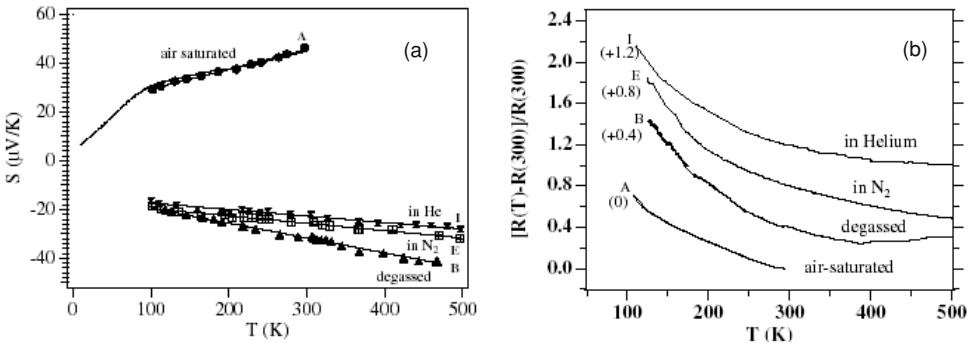 60
40
20
0
-20
-40
S (μV/K)
0
100
200
300
400
500
T (K)
(a)
A
air saturated
in He
I
in N2
E
degassed
B
2.4
2.0
1.6
1.2
0.8
0.4
0.0
[R(T)-R(300)]/R(300)
100
200
300
400
500
T (K)
(b)
I
(+1.2)
E
(+0.8)
B
(+0.4)
A
(0)
in Helium
in N2
degassed
air-saturated